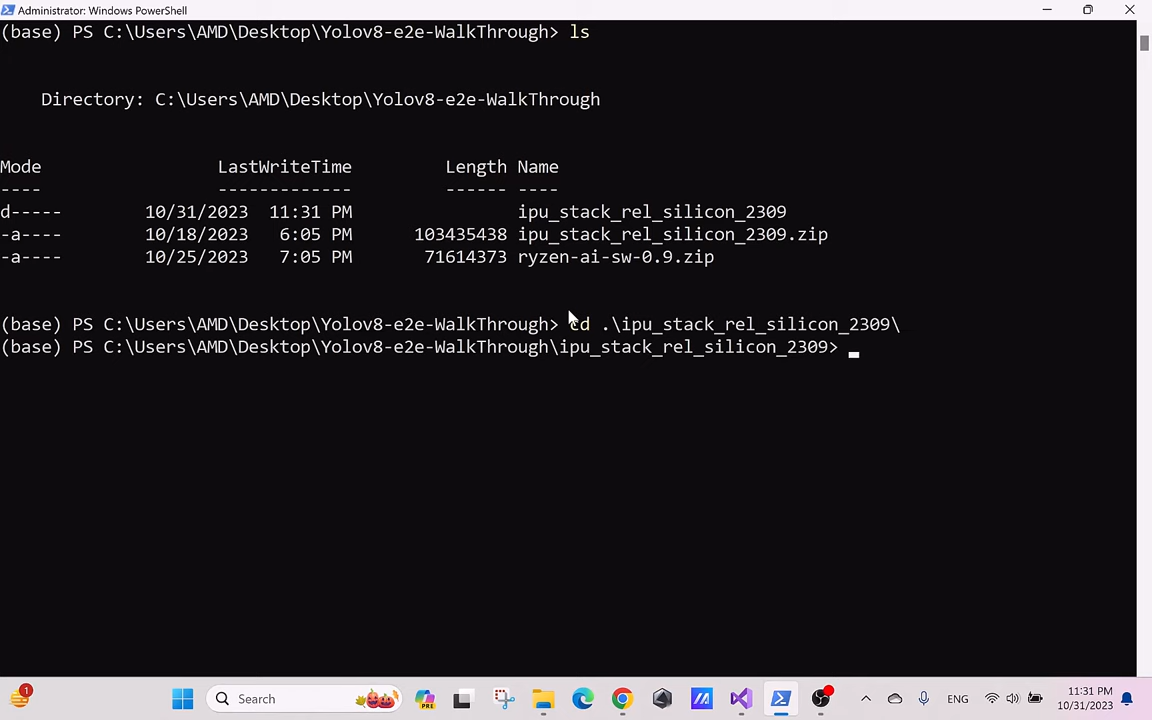 Administrator: Windows PowerShell
(base) PS C:\Users\AMD\Desktop\Yolov8-e2e-WalkThrough> ls
Directory: C:\Users\AMD\Desktop\Yolov8-e2e-WalkThrough
Mode LastWriteTime Length Name
---- ------------- ------ ----
d----- 10/31/2023 11:31 PM ipu_stack_rel_silicon_2309
-a---- 10/18/2023 6:05 PM 103435438 ipu_stack_rel_silicon_2309.zip
-a---- 10/25/2023 7:05 PM 71614373 ryzen-ai-sw-0.9.zip
(base) PS C:\Users\AMD\Desktop\Yolov8-e2e-WalkThrough> cd .\ipu_stack_rel_silicon_2309\
(base) PS C:\Users\AMD\Desktop\Yolov8-e2e-WalkThrough\ipu_stack_rel_silicon_2309>
1 Search PRE ENG 11:31 PM
10/31/2023